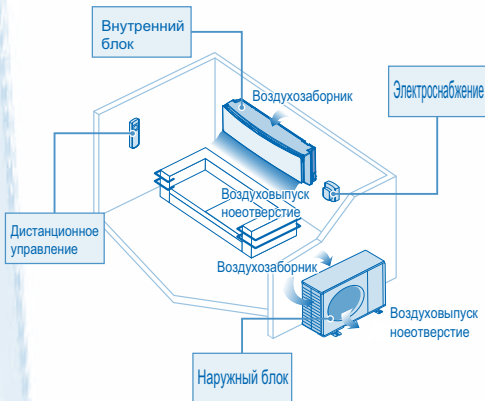 Внутренний
блок
Воздухозаборник
Электроснабжение
Воздуховыпуск
ноеотверстие
Дистанционное
управление
Воздухозаборник
Воздуховыпуск
ноеотверстие
Наружный блок